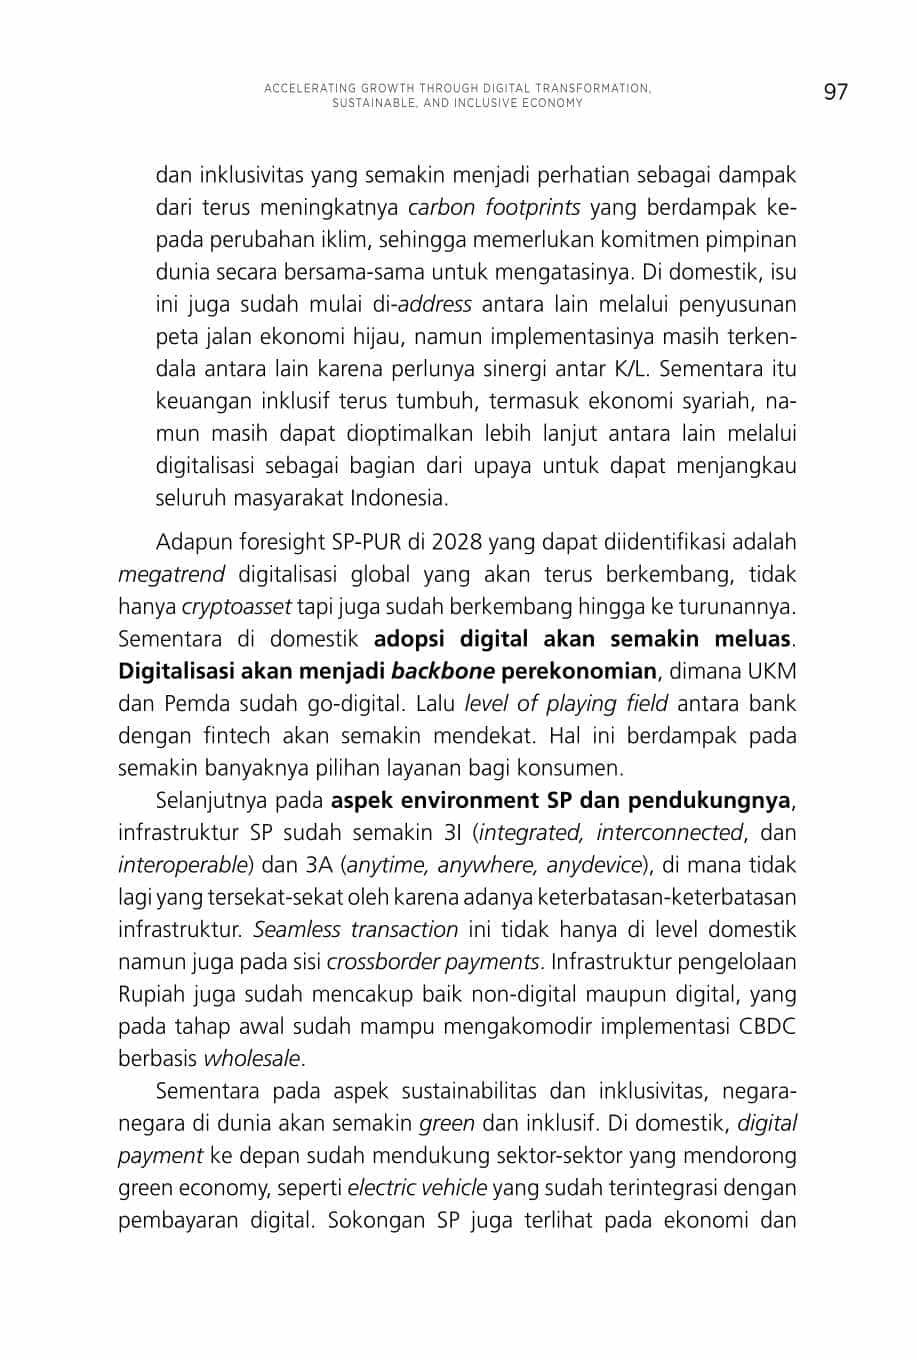 ACCELERATING GROWTH THROUGH DIGITAL TRANSFORMATION,
SUSTAINABLE, AND INCLUSIVE ECONOMY
97
dan inklusivitas yang semakin menjadi perhatian sebagai dampak
dari terus meningkatnya carbon footprints yang berdampak ke-
pada perubahan iklim, sehingga memerlukan komitmen pimpinan
dunia secara bersama-sama untuk mengatasinya. Di domestik, isu
ini juga sudah mulai di-address antara lain melalui penyusunan
peta jalan ekonomi hijau, namun implementasinya masih terken-
dala antara lain karena perlunya sinergi antar K/L. Sementara itu
keuangan inklusif terus tumbuh, termasuk ekonomi syariah, na-
mun masih dapat dioptimalkan lebih lanjut antara lain melalui
digitalisasi sebagai bagian dari upaya untuk dapat menjangkau
seluruh masyarakat Indonesia.
Adapun foresight SP-PUR di 2028 yang dapat diidentifikasi adalah
megatrend digitalisasi global yang akan terus berkembang, tidak
hanya cryptoasset tapi juga sudah berkembang hingga ke turunannya.
Sementara di domestik adopsi digital akan semakin meluas.
Digitalisasi akan menjadi backbone perekonomian, dimana UKM
dan Pemda sudah go-digital. Lalu level of playing field antara bank
dengan fintech akan semakin mendekat. Hal ini berdampak pada
semakin banyaknya pilihan layanan bagi konsumen.
Selanjutnya pada aspek environment SP dan pendukungnya,
infrastruktur SP sudah semakin 3I (integrated, interconnected, dan
interoperable) dan 3A (anytime, anywhere, anydevice), di mana tidak
lagi yang tersekat-sekat oleh karena adanya keterbatasan-keterbatasan
infrastruktur. Seamless transaction ini tidak hanya di level domestik
namun juga pada sisi crossborder payments. Infrastruktur pengelolaan
Rupiah juga sudah mencakup baik non-digital maupun digital, yang
pada tahap awal sudah mampu mengakomodir implementasi CBDC
berbasis wholesale.
Sementara pada aspek sustainabilitas dan inklusivitas, negara-
negara di dunia akan semakin green dan inklusif. Di domestik, digital
payment ke depan sudah mendukung sektor-sektor yang mendorong
green economy, seperti electric vehicle yang sudah terintegrasi dengan
pembayaran digital. Sokongan SP juga terlihat pada ekonomi dan